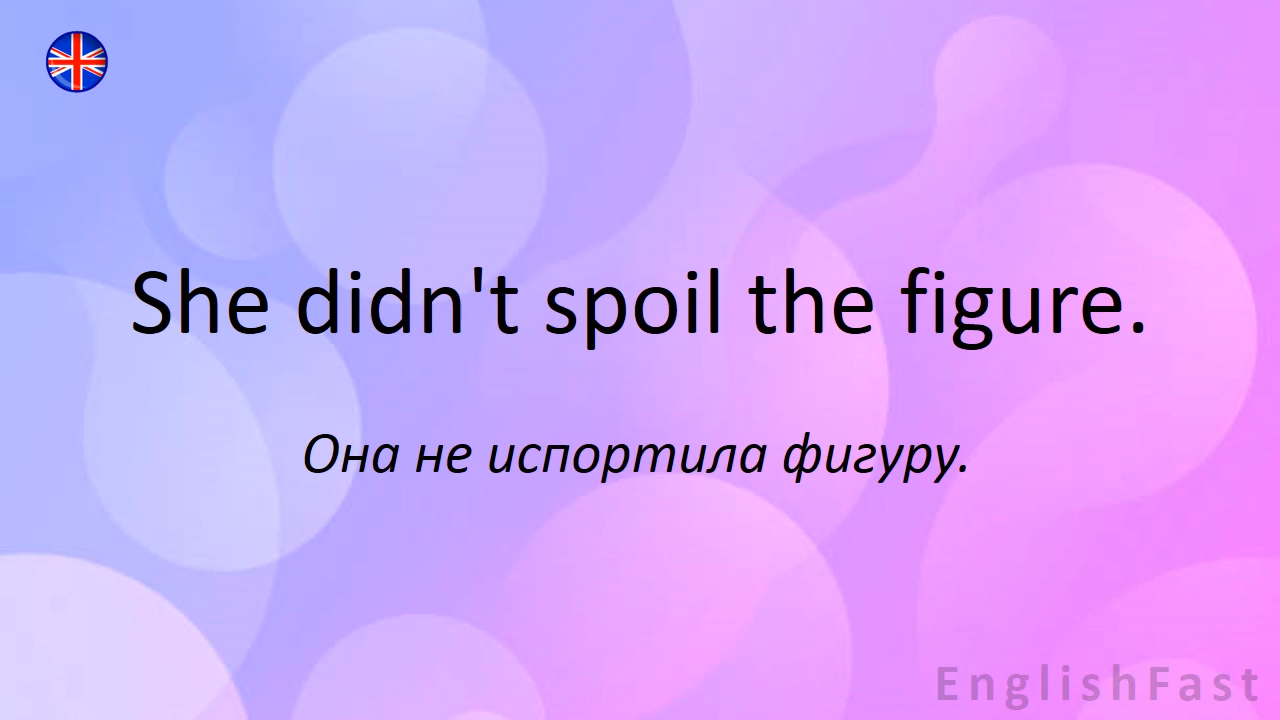 She didn't spoil the figure.
Она не испортила фигуру.
EnglishFast